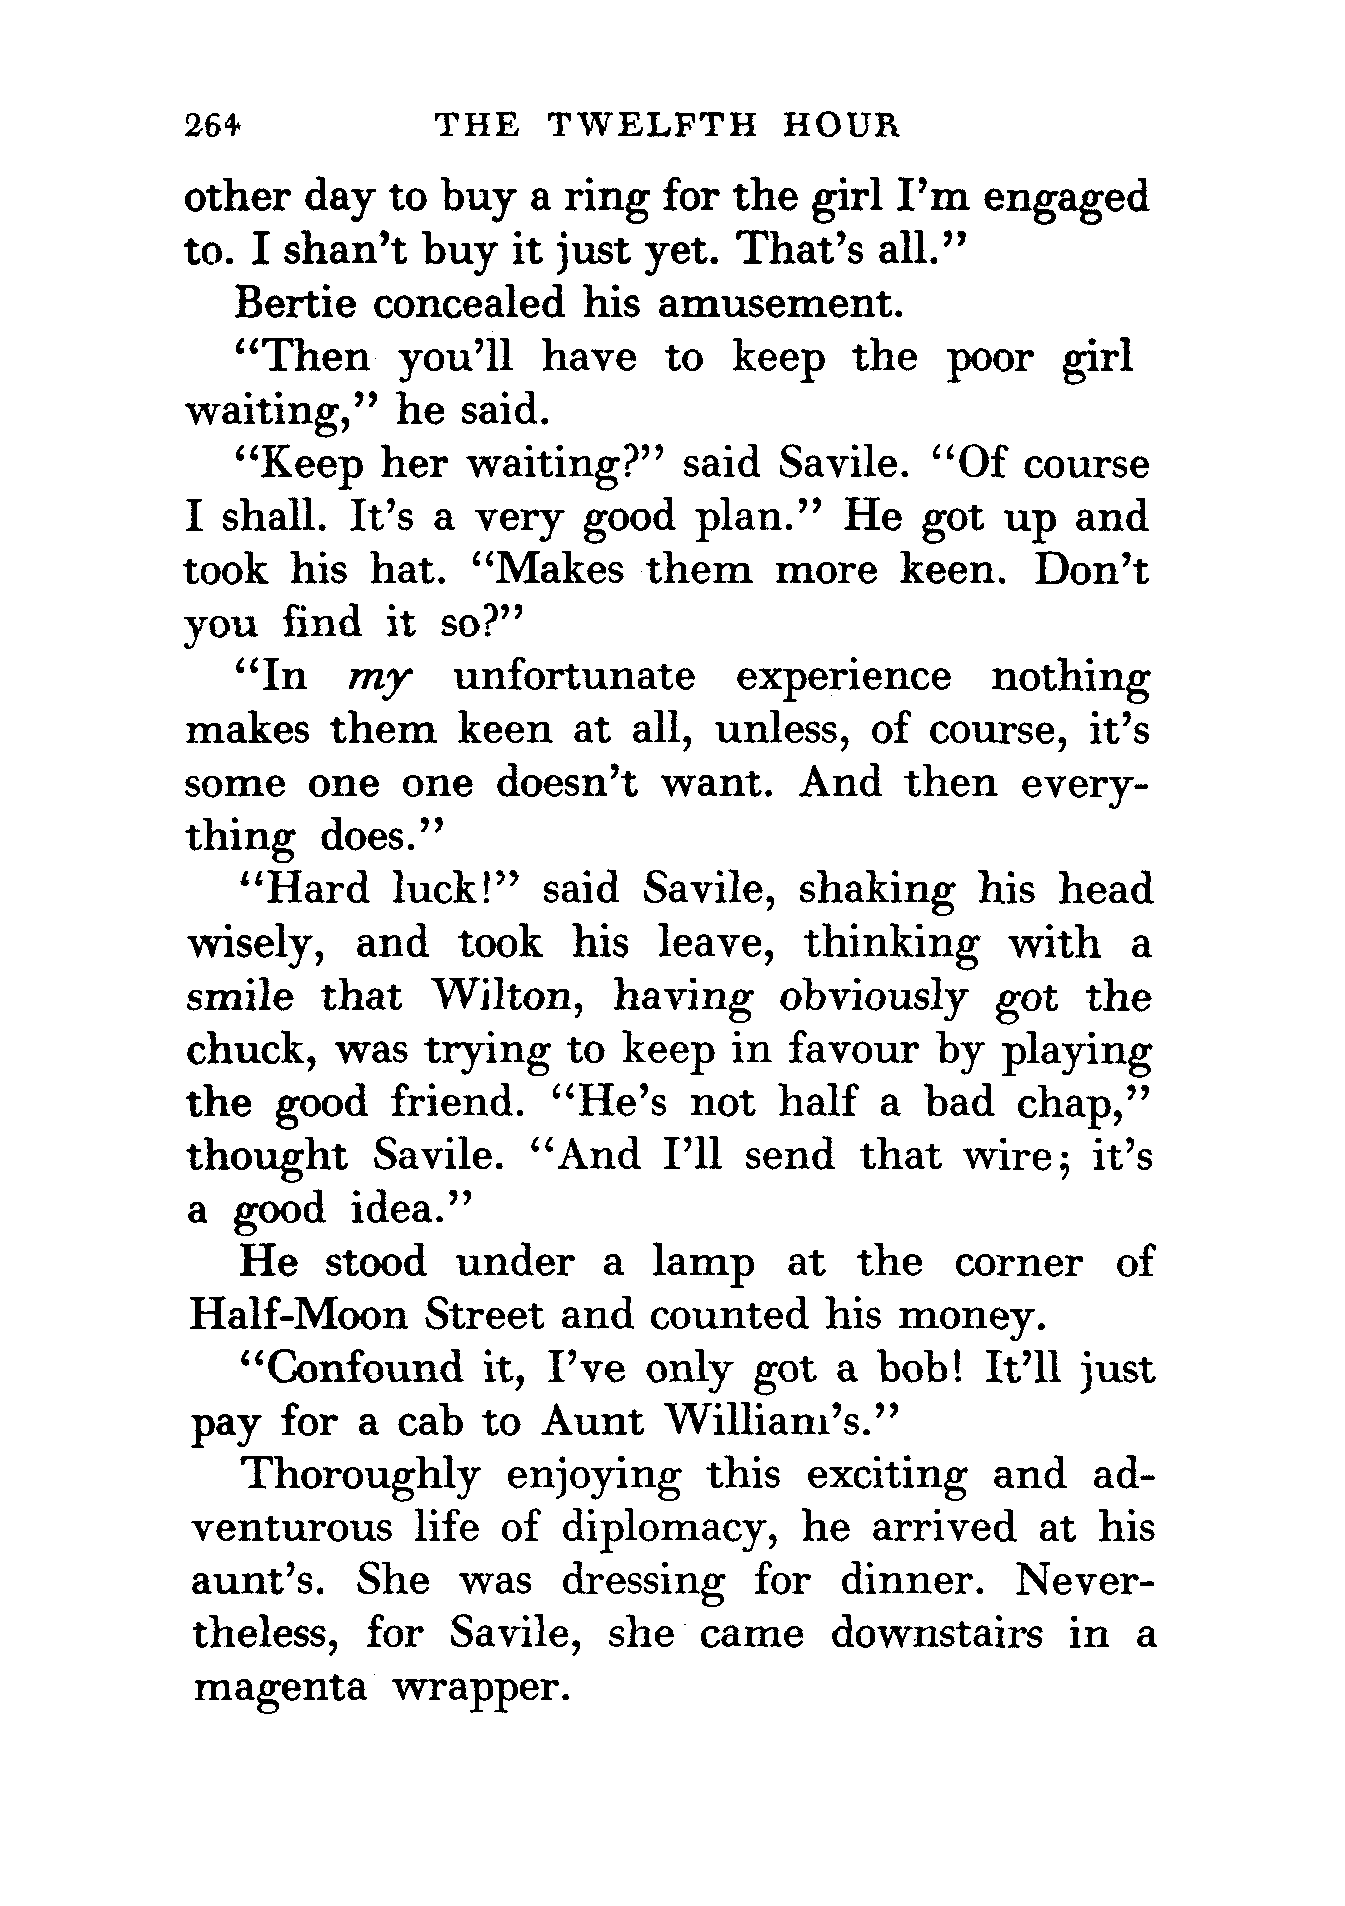 264 THE TWELFTH HOUR
other day to buy a ring for the girl I'm engaged
to. I shan't buy it just yet. That's all."
Bertie concealed his amusement.
"Then you'll have to keep the poor girl
waiting," he said.
"Keep her waiting?" said Savile. "Of course
I shall. It's a very good plan." He got up and
took his hat. "Makes them more keen. Don't
you find it so?"
"In my unfortunate experience nothing
makes them keen at all, unless, of course, it's
some one one doesn't want. And then every-
thing does."
"Hard luck!" said Savile, shaking his head
wisely, and took his leave, thinking with a
smile that Wilton, having obviously got the
chuck, was trying to keep in favour by playing
the good friend. "He's not half a bad chap,"
thought Savile. "And I'll send that wire; it's
a good idea."
He stood under a lamp at the corner of
Half-Moon Street and counted his money.
"Confound it, I've only got a bob! It'll just
pay for a cab to Aunt William's."
Thoroughly enjoying this exciting and ad-
venturous life of diplomacy, he arrived at his
aunt's. She was dressing for dinner. Never-
theless, for Savile, she came downstairs in a
magenta wrapper.